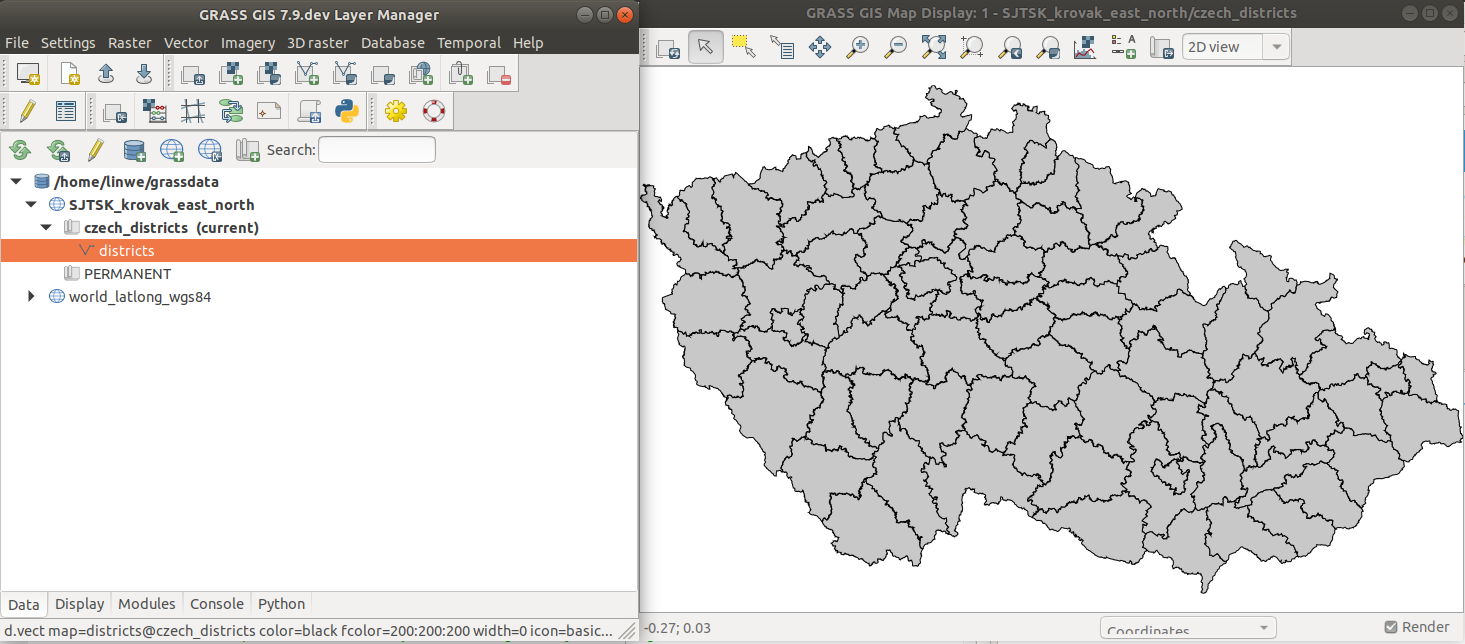 GRASS GIS 7.9.dev Layer Manager
File Settings Raster Vector Imagery 3D raster Database Temporal Help
Search:
/home/linwe/grassdata
SJTSK_krovak_east_north
czech_districts (current)
districts
PERMANENT
world_latlong_wgs84
Data Display Modules Console Python
d.vect map=districts@czech_districts color=black fcolor=200:200:200 width=0 icon=basic...
GRASS GIS Map Display: 1 - SJTSK_krovak_east_north/czech_districts
A
2D view
-0.27; 0.03
Coordinates
Render